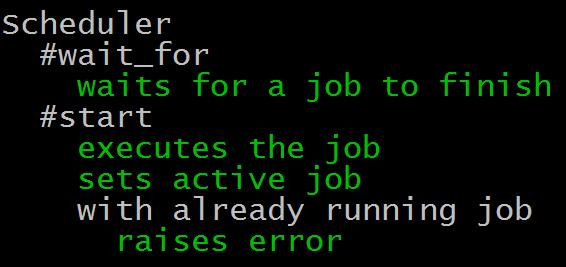 Scheduler
  #wait_for
    waits for a job to finish
  #start
    executes the job
    sets active job
    with already running job
      raises error